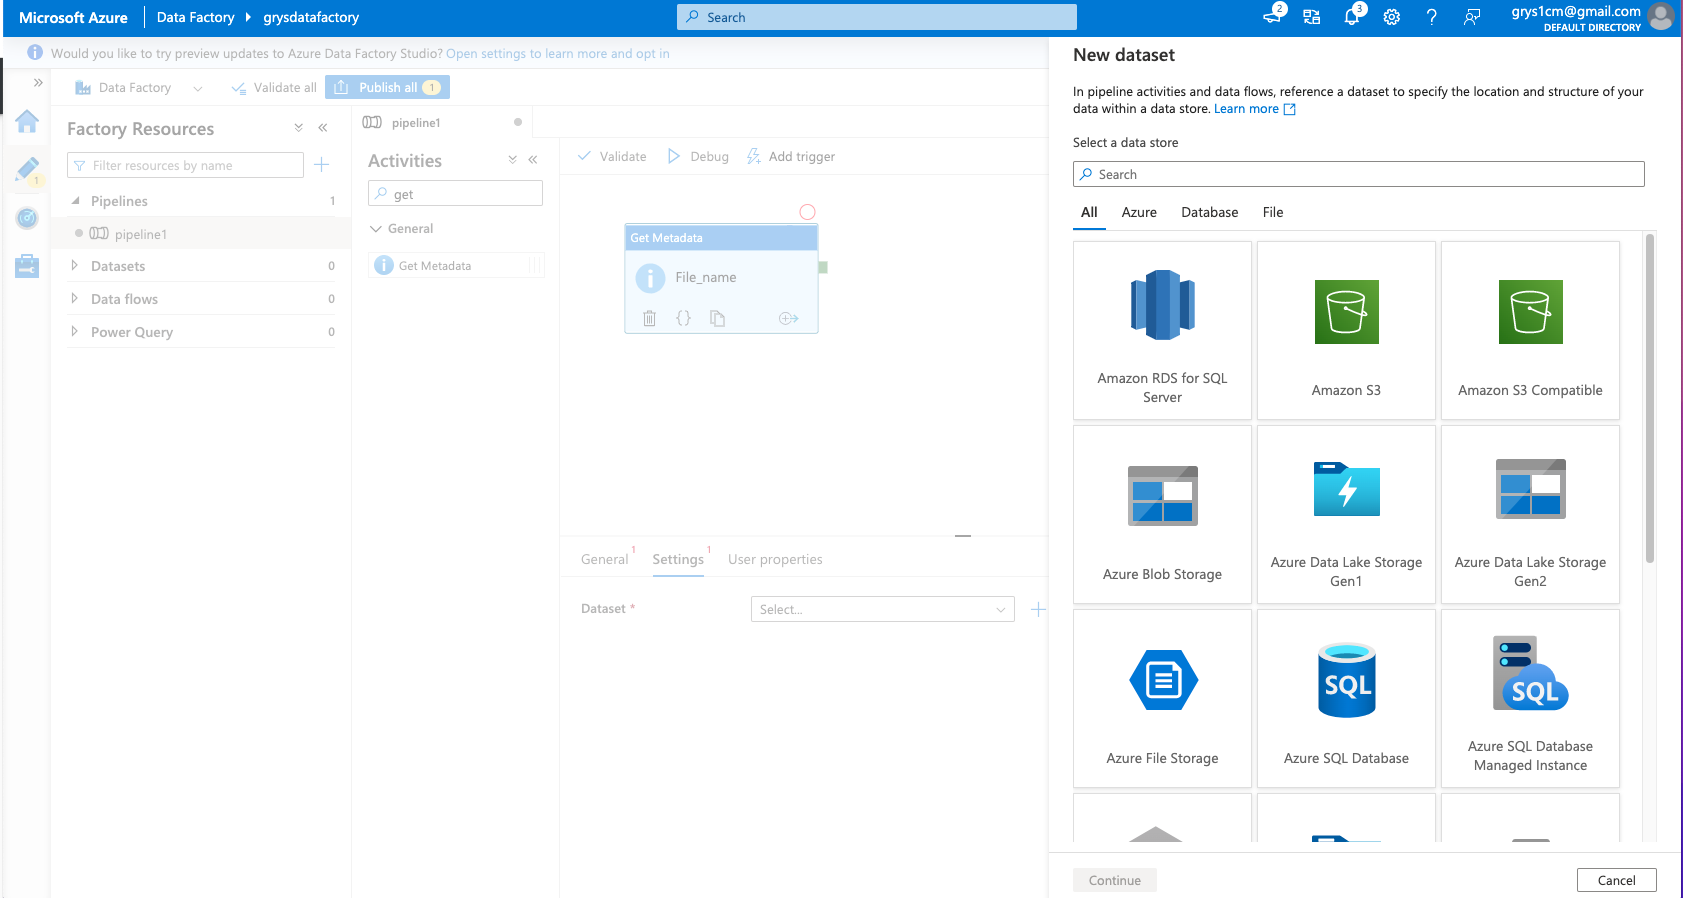 Microsoft Azure
Data Factory
grysdatafactory
Search
2
3
grys1cm@gmail.com
DEFAULT DIRECTORY
Would you like to try preview updates to Azure Data Factory Studio? Open settings to learn more and opt in
Data Factory
Validate all
Publish all 1
1
Factory Resources
Filter resources by name
Pipelines 1
pipeline1
Datasets 0
Data flows 0
Power Query 0
pipeline1
Activities
get
General
Get Metadata
Validate
Debug
Add trigger
Get Metadata
File_name
General 1
Settings 1
User properties
Dataset *
Select...
New dataset
In pipeline activities and data flows, reference a dataset to specify the location and structure of your
data within a data store. Learn more
Select a data store
Search
All
Azure
Database
File
Amazon RDS for SQL
Server
Amazon S3
Amazon S3 Compatible
Azure Blob Storage
Azure Data Lake Storage
Gen1
Azure Data Lake Storage
Gen2
Azure File Storage
SQL
Azure SQL Database
SQL
Azure SQL Database
Managed Instance
Continue
Cancel